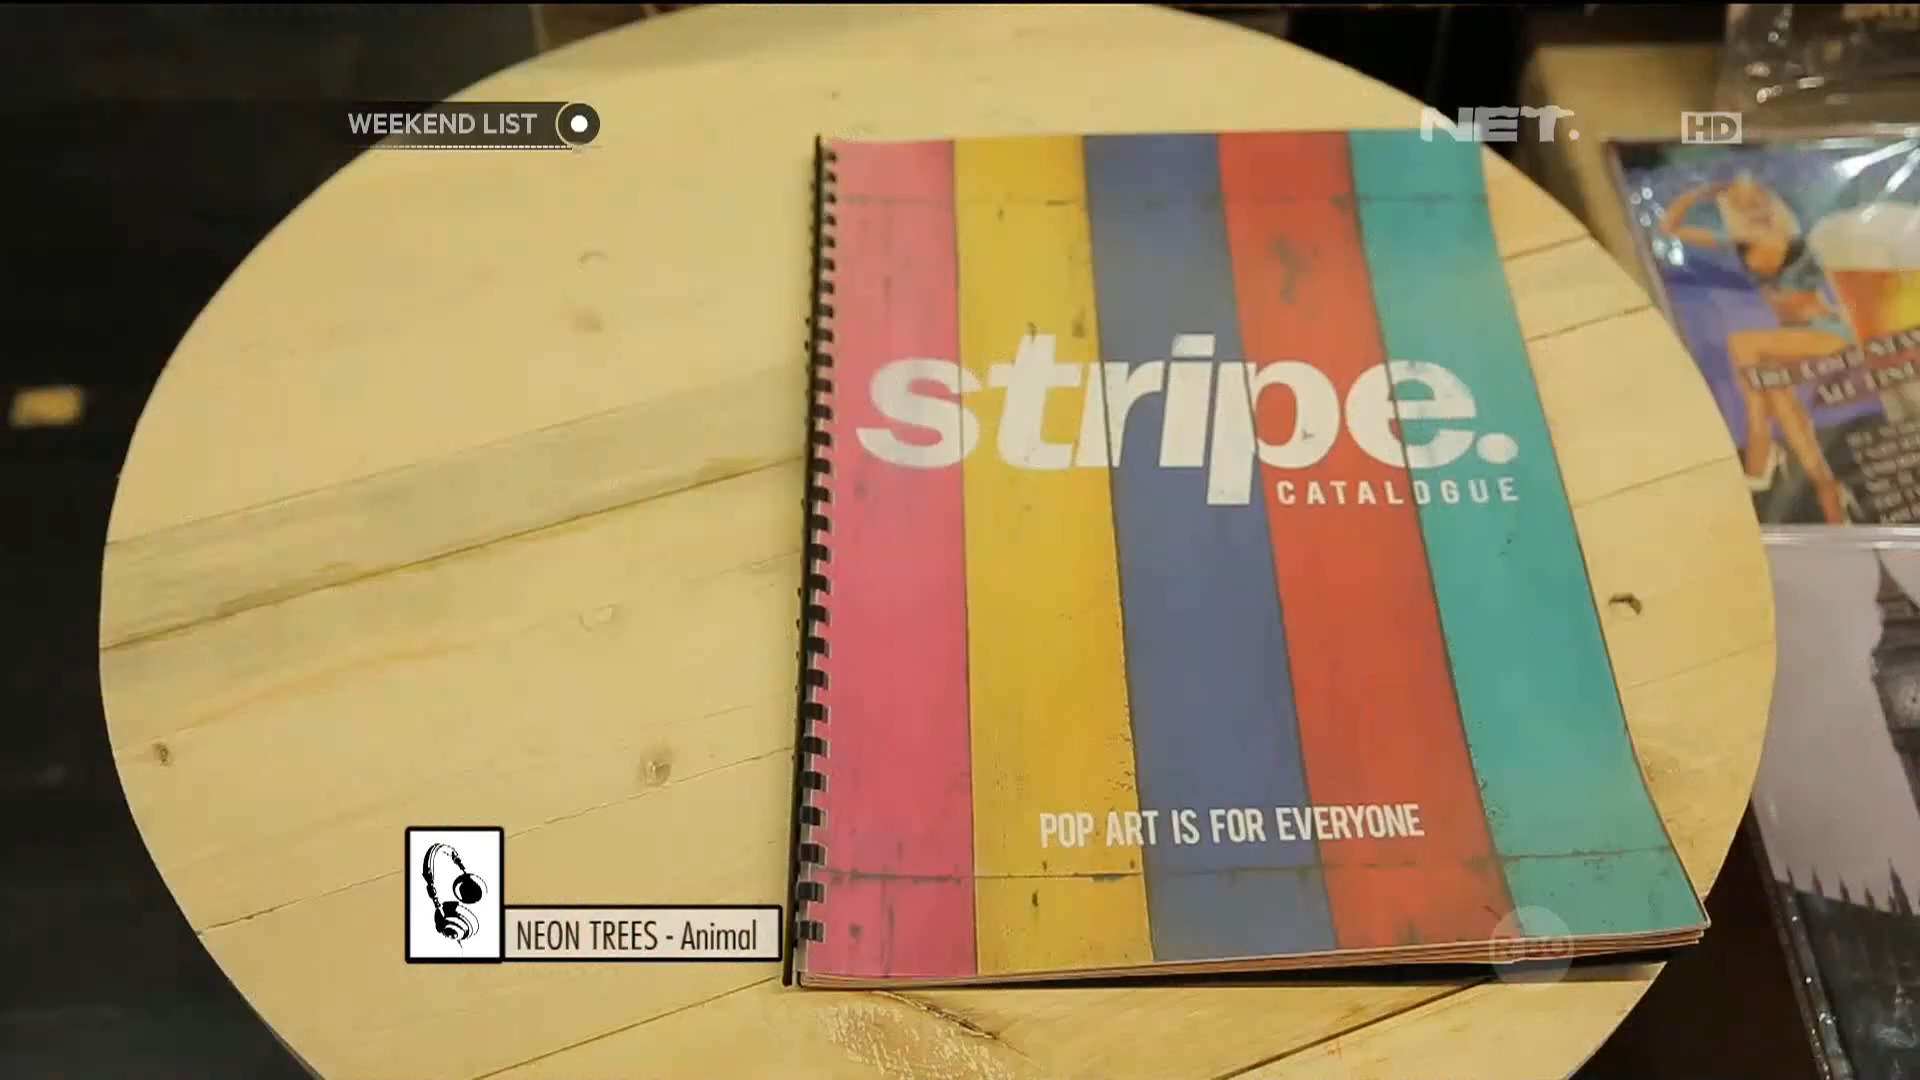 WEEKEND LIST
NET.
HD
stripe.
CATALOGUE
POP ART IS FOR EVERYONE
NEON TREES - Animal